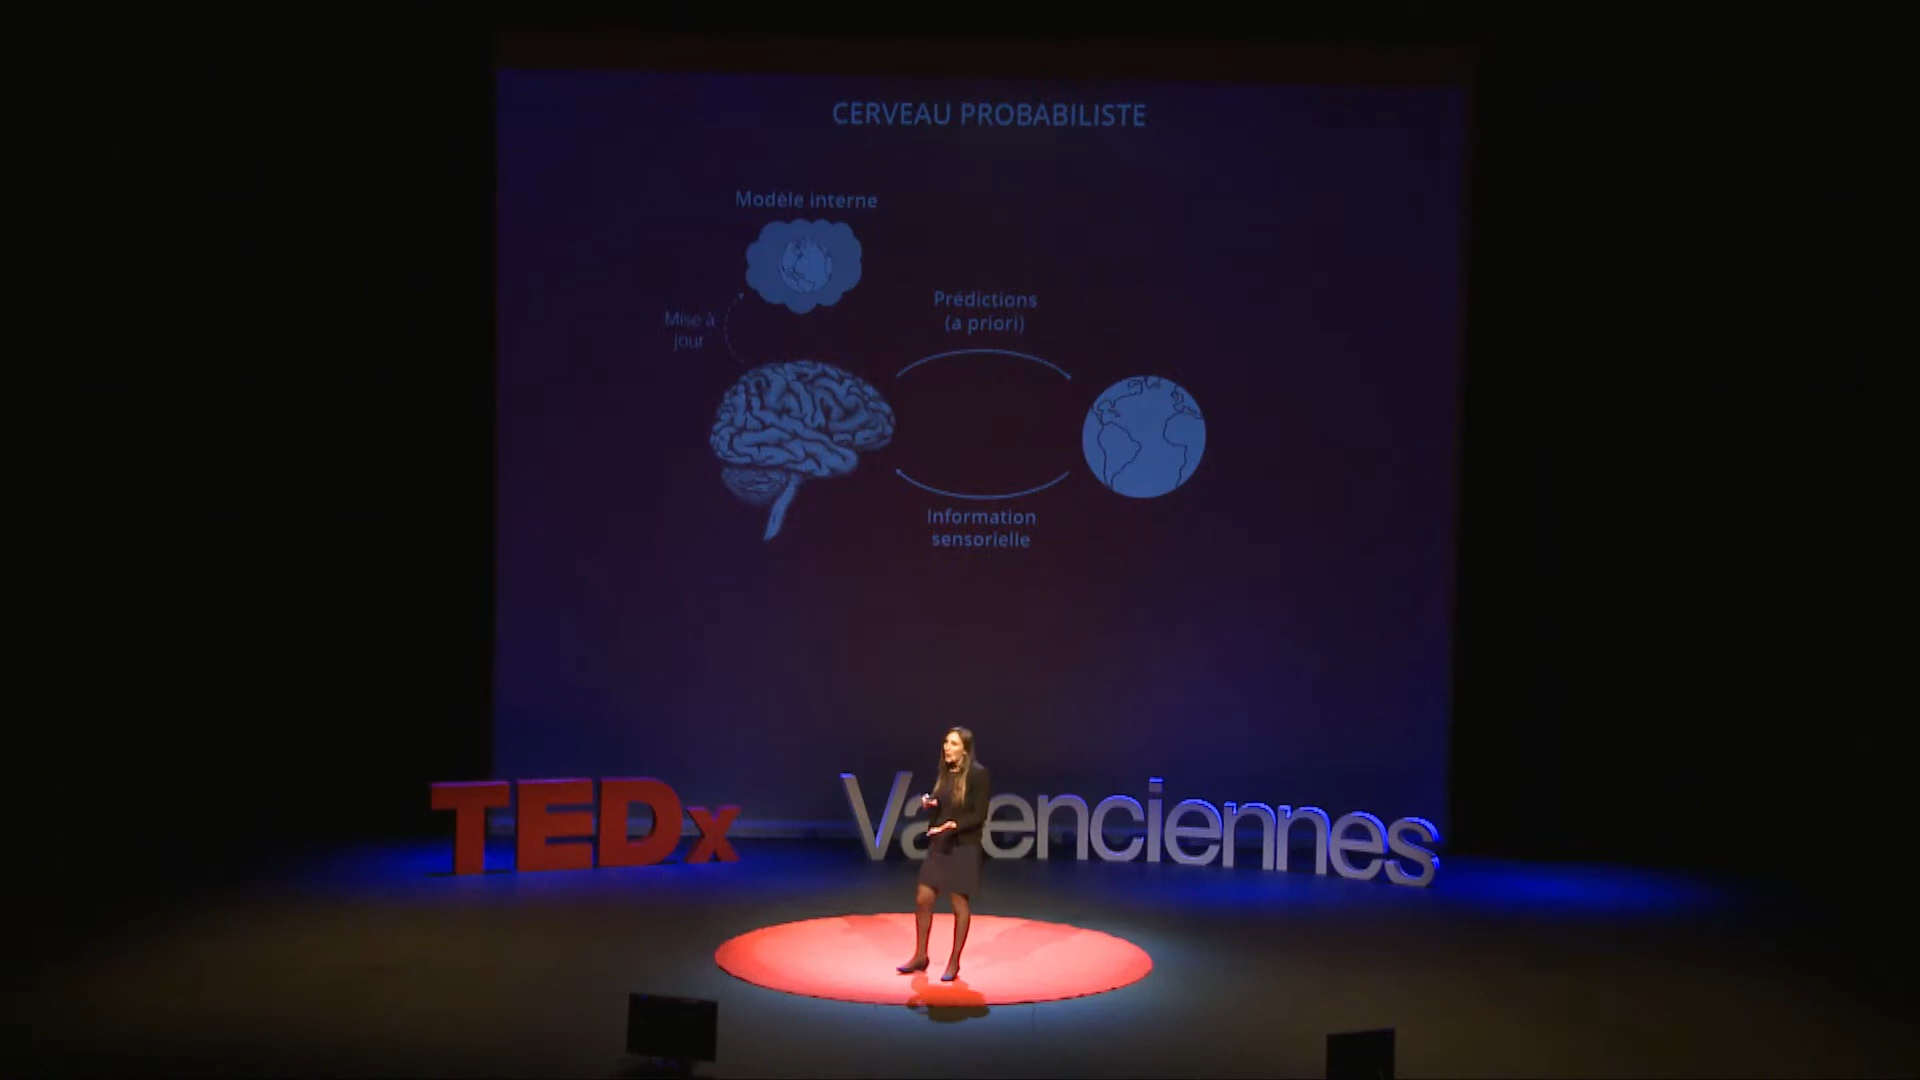 CERVEAU PROBABILISTE
Modèle interne
Prédictions
(a priori)
Mise à
jour
Information
sensorielle
TEDx Valenciennes